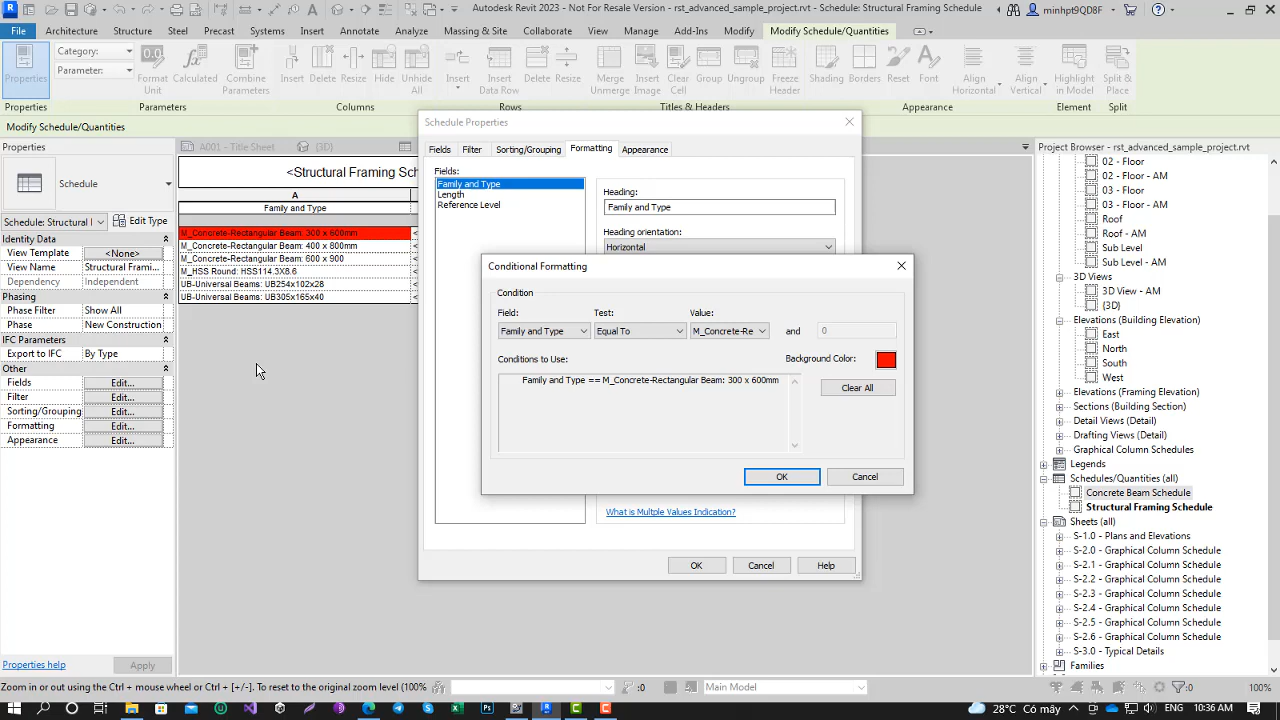 Autodesk Revit 2023 - Not For Resale Version - rst_advanced_sample_project.rvt - Schedule: Structural Framing Schedule
minhpt9QD8F
File Architecture Structure Steel Precast Systems Insert Annotate Analyze Massing & Site Collaborate View Manage Add-Ins Modify Modify Schedule/Quantities
Properties
Category:
Parameter:
Format Unit
Calculated
Combine Parameters
Insert
Delete
Resize
Hide
Unhide All
Insert
Insert Data Row
Delete
Resize
Merge Unmerge
Insert Image
Clear Cell
Group
Ungroup
Freeze Header
Shading
Borders
Reset
Font
Align Horizontal
Align Vertical
Highlight in Model
Split & Place
Properties Parameters Columns Rows Titles & Headers Appearance Element Split
Modify Schedule/Quantities
Properties
Schedule
Schedule: Structural I
Edit Type
Identity Data
View Template <None>
View Name Structural Frami...
Dependency Independent
Phasing
Phase Filter Show All
Phase New Construction
IFC Parameters
Export to IFC By Type
Other
Fields Edit...
Filter Edit...
Sorting/Grouping Edit...
Formatting Edit...
Appearance Edit...
Properties help
Apply
A001 - Title Sheet
{3D}
<Structural Framing Sch
A
Family and Type
M_Concrete-Rectangular Beam: 300 x 600mm
M_Concrete-Rectangular Beam: 400 x 800mm
M_Concrete-Rectangular Beam: 600 x 900
M_HSS Round: HSS114.3X8.6
UB-Universal Beams: UB254x102x28
UB-Universal Beams: UB305x165x40
Schedule Properties
Fields Filter Sorting/Grouping Formatting Appearance
Fields:
Family and Type
Length
Reference Level
Heading:
Family and Type
Heading orientation:
Horizontal
Conditional Formatting
Condition
Field: Test: Value:
Family and Type Equal To M_Concrete-Re and 0
Conditions to Use:
Background Color:
Family and Type == M_Concrete-Rectangular Beam: 300 x 600mm
Clear All
OK Cancel
What is Multple Values Indication?
OK Cancel Help
Project Browser - rst_advanced_sample_project.rvt
02 - Floor
02 - Floor - AM
03 - Floor
03 - Floor - AM
Roof
Roof - AM
Sub Level
Sub Level - AM
3D Views
3D View - AM
{3D}
Elevations (Building Elevation)
East
North
South
West
Elevations (Framing Elevation)
Sections (Building Section)
Detail Views (Detail)
Drafting Views (Detail)
Graphical Column Schedules
Legends
Schedules/Quantities (all)
Concrete Beam Schedule
Structural Framing Schedule
Sheets (all)
S-1.0 - Plans and Elevations
S-2.0 - Graphical Column Schedule
S-2.1 - Graphical Column Schedule
S-2.2 - Graphical Column Schedule
S-2.3 - Graphical Column Schedule
S-2.4 - Graphical Column Schedule
S-2.5 - Graphical Column Schedule
S-2.6 - Graphical Column Schedule
S-3.0 - Typical Details
Families
Zoom in or out using the Ctrl + mouse wheel or Ctrl + [+/-]. To reset to the original zoom level (100%
:0
Main Model
:0
100%
28°C Có mây
ENG
10:36 AM